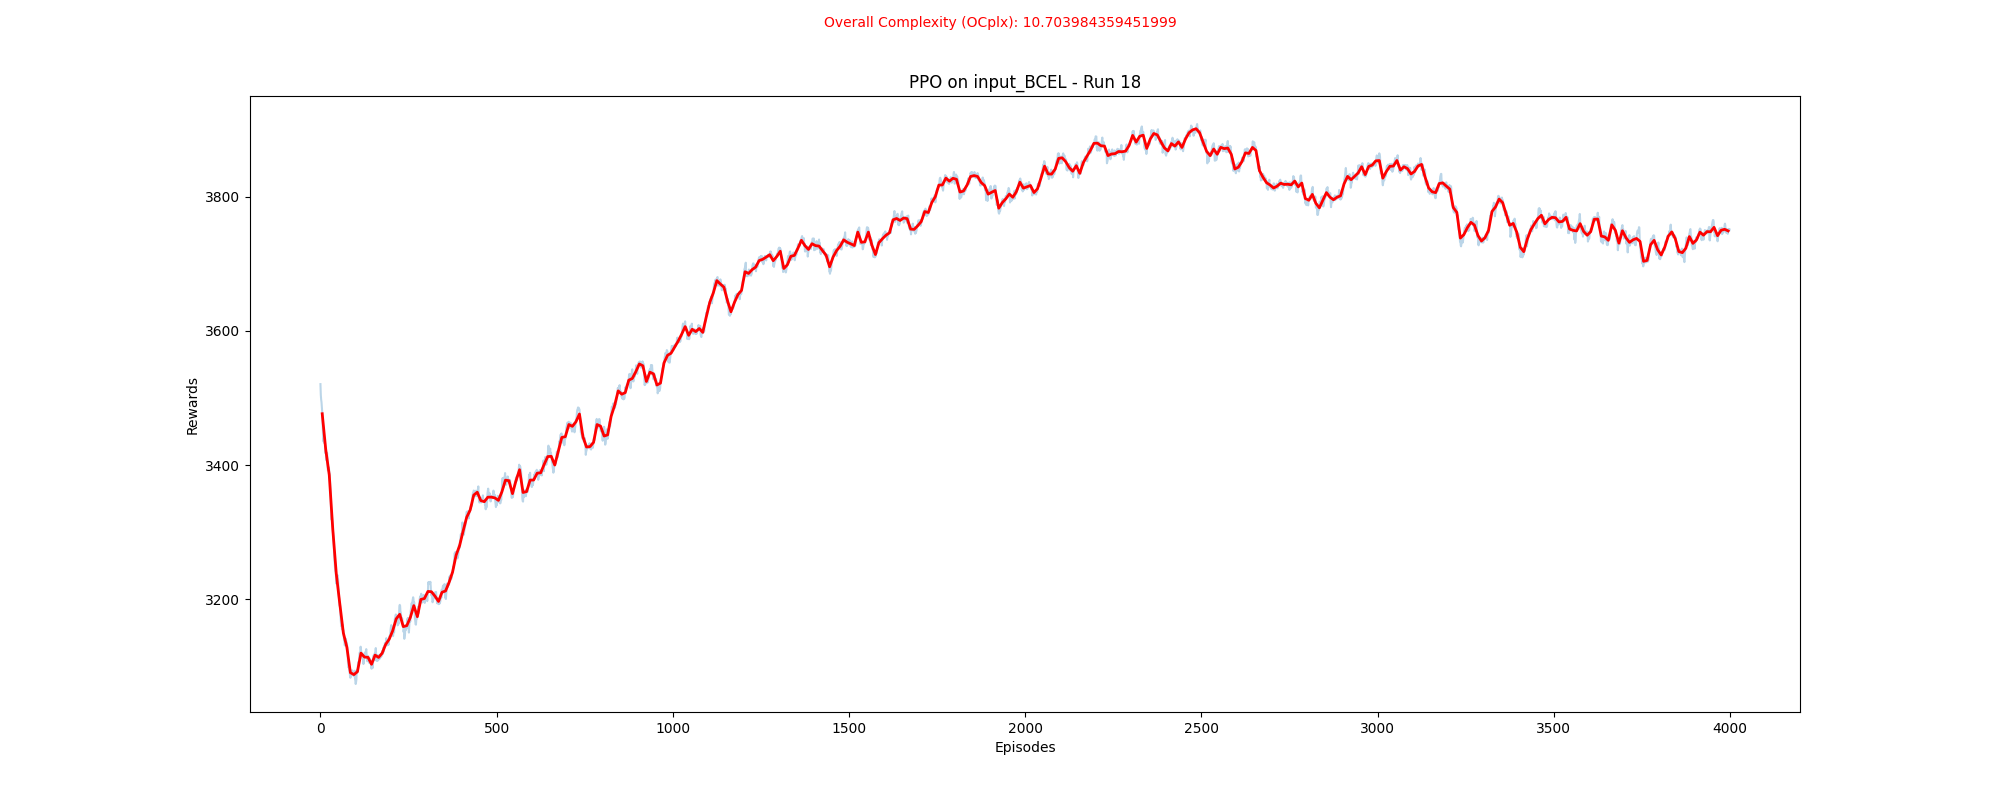 Overall Complexity (OCplx): 10.703984359451999
PPO on input_BCEL - Run 18
3800
3600
3400
3200
Rewards
0 500 1000 1500 2000 2500 3000 3500 4000
Episodes